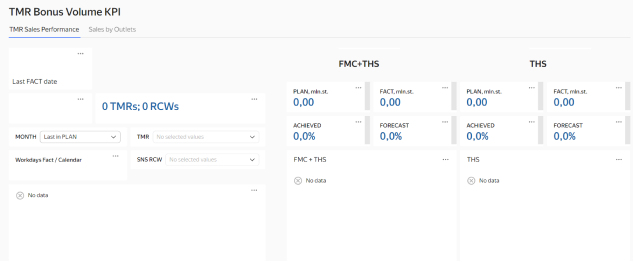 TMR Bonus Volume KPI
TMR Sales Performance
Sales by Outlets
Last FACT date
0 TMRs; 0 RCWs
MONTH
Last in PLAN
TMR
No selected values
Workdays Fact / Calendar
SNS RCW
No selected values
No data
FMC+THS
PLAN, mln,st.
0,00
FACT, mln,st.
0,00
ACHIEVED
0,0%
FORECAST
0,0%
FMC + THS
No data
THS
PLAN, mln,st.
0,00
FACT, mln,st.
0,00
ACHIEVED
0,0%
FORECAST
0,0%
THS
No data